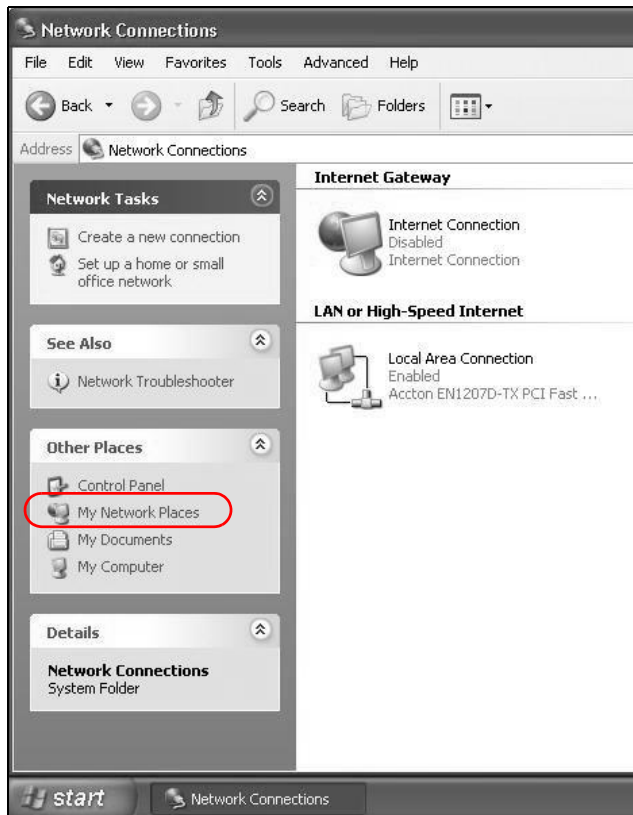 Network Connections
File Edit View Favorites Tools Advanced Help
Back Search Folders
Address Network Connections
Network Tasks
Create a new connection
Set up a home or small
office network
See Also
Network Troubleshooter
Other Places
Control Panel
My Network Places
My Documents
My Computer
Details
Network Connections
System Folder
Internet Gateway
Internet Connection
Disabled
Internet Connection
LAN or High-Speed Internet
Local Area Connection
Enabled
Accton EN1207D-TX PCI Fast ...
start Network Connections